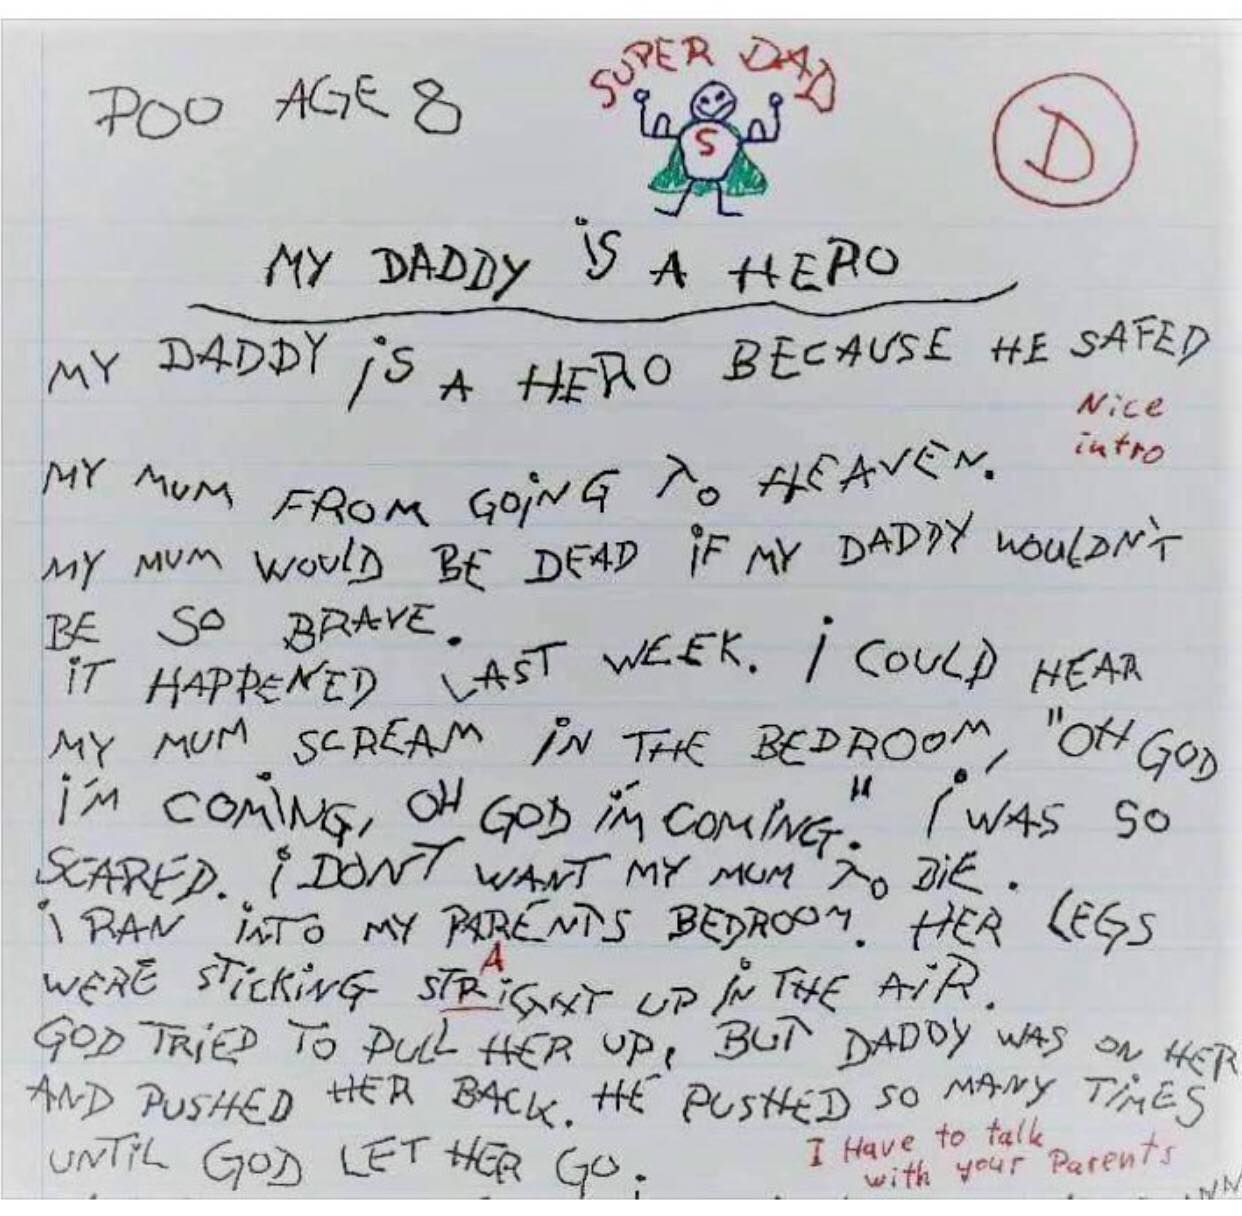 SUPER DAD
POO AGE 8
S
D
MY DADDY iS A HERO
MY DADDY iS A HERO BECAUSE HE SAFED
Nice
intro
MY MUM FROM GOiNG TO HEAVEN.
MY MUM WOULD BE DEAD iF MY DADDY WOULDN'T
BE SO BRAVE.
iT HAPPENED LAST WEEK. i COULD HEAR
MY MUM SCREAM iN THE BEDROOM, "OH GOD
i'M COMiNG, OH GOD i'M COMiNG." i WAS SO
SCARED. i DON'T WANT MY MUM TO DiE.
i RAN iNTO MY PARENTS BEDROOM. HER LEGS
A
WERE STiCKiNG STRiGHT UP iN THE AiR.
GOD TRiED TO PULL HER UP, BUT DADDY WAS ON HER
AND PUSHED HER BACK. HE PUSHED SO MANY TiMES
UNTiL GOD LET HER GO.
I Have to talk
with your Parents